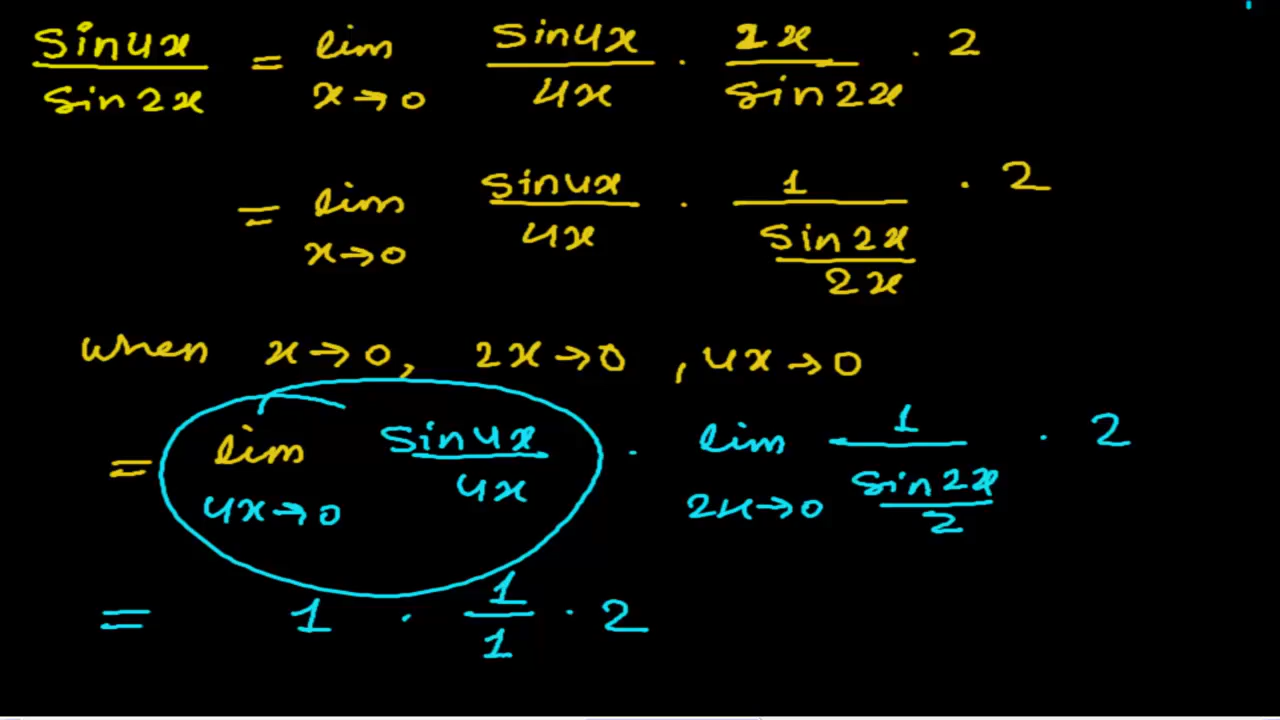 sin4x/sin2x = lim x→0 sin4x/4x · 2x/sin2x · 2
= lim x→0 sin4x/4x · 1/(sin2x/2x) · 2
when x→0, 2x→0, 4x→0
= lim 4x→0 sin4x/4x · lim 2x→0 1/(sin2x/2) · 2
= 1 · 1/1 · 2